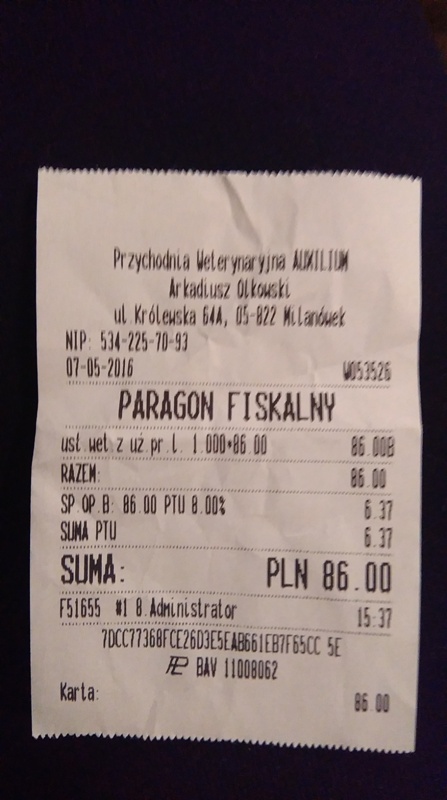 Przychodnia Weterynaryjna AUXILIUM
Arkadiusz Olkowski
ul Królewska 64A, 05-822 Milanówek
NIP: 534-225-70-93
07-05-2016 W053526
PARAGON FISKALNY
usł.wet.z uż.pr.l. 1.000*86.00 86.00B
RAZEM: 86.00
SP.OP.B: 86.00 PTU 8.00% 6.37
SUMA PTU 6.37
SUMA: PLN 86.00
F51655 #1 8.Administrator 15:37
7DCC77368FCE26D3E5EAB661EB7F65CC 5E
BAV 11008062
Karta: 86.00